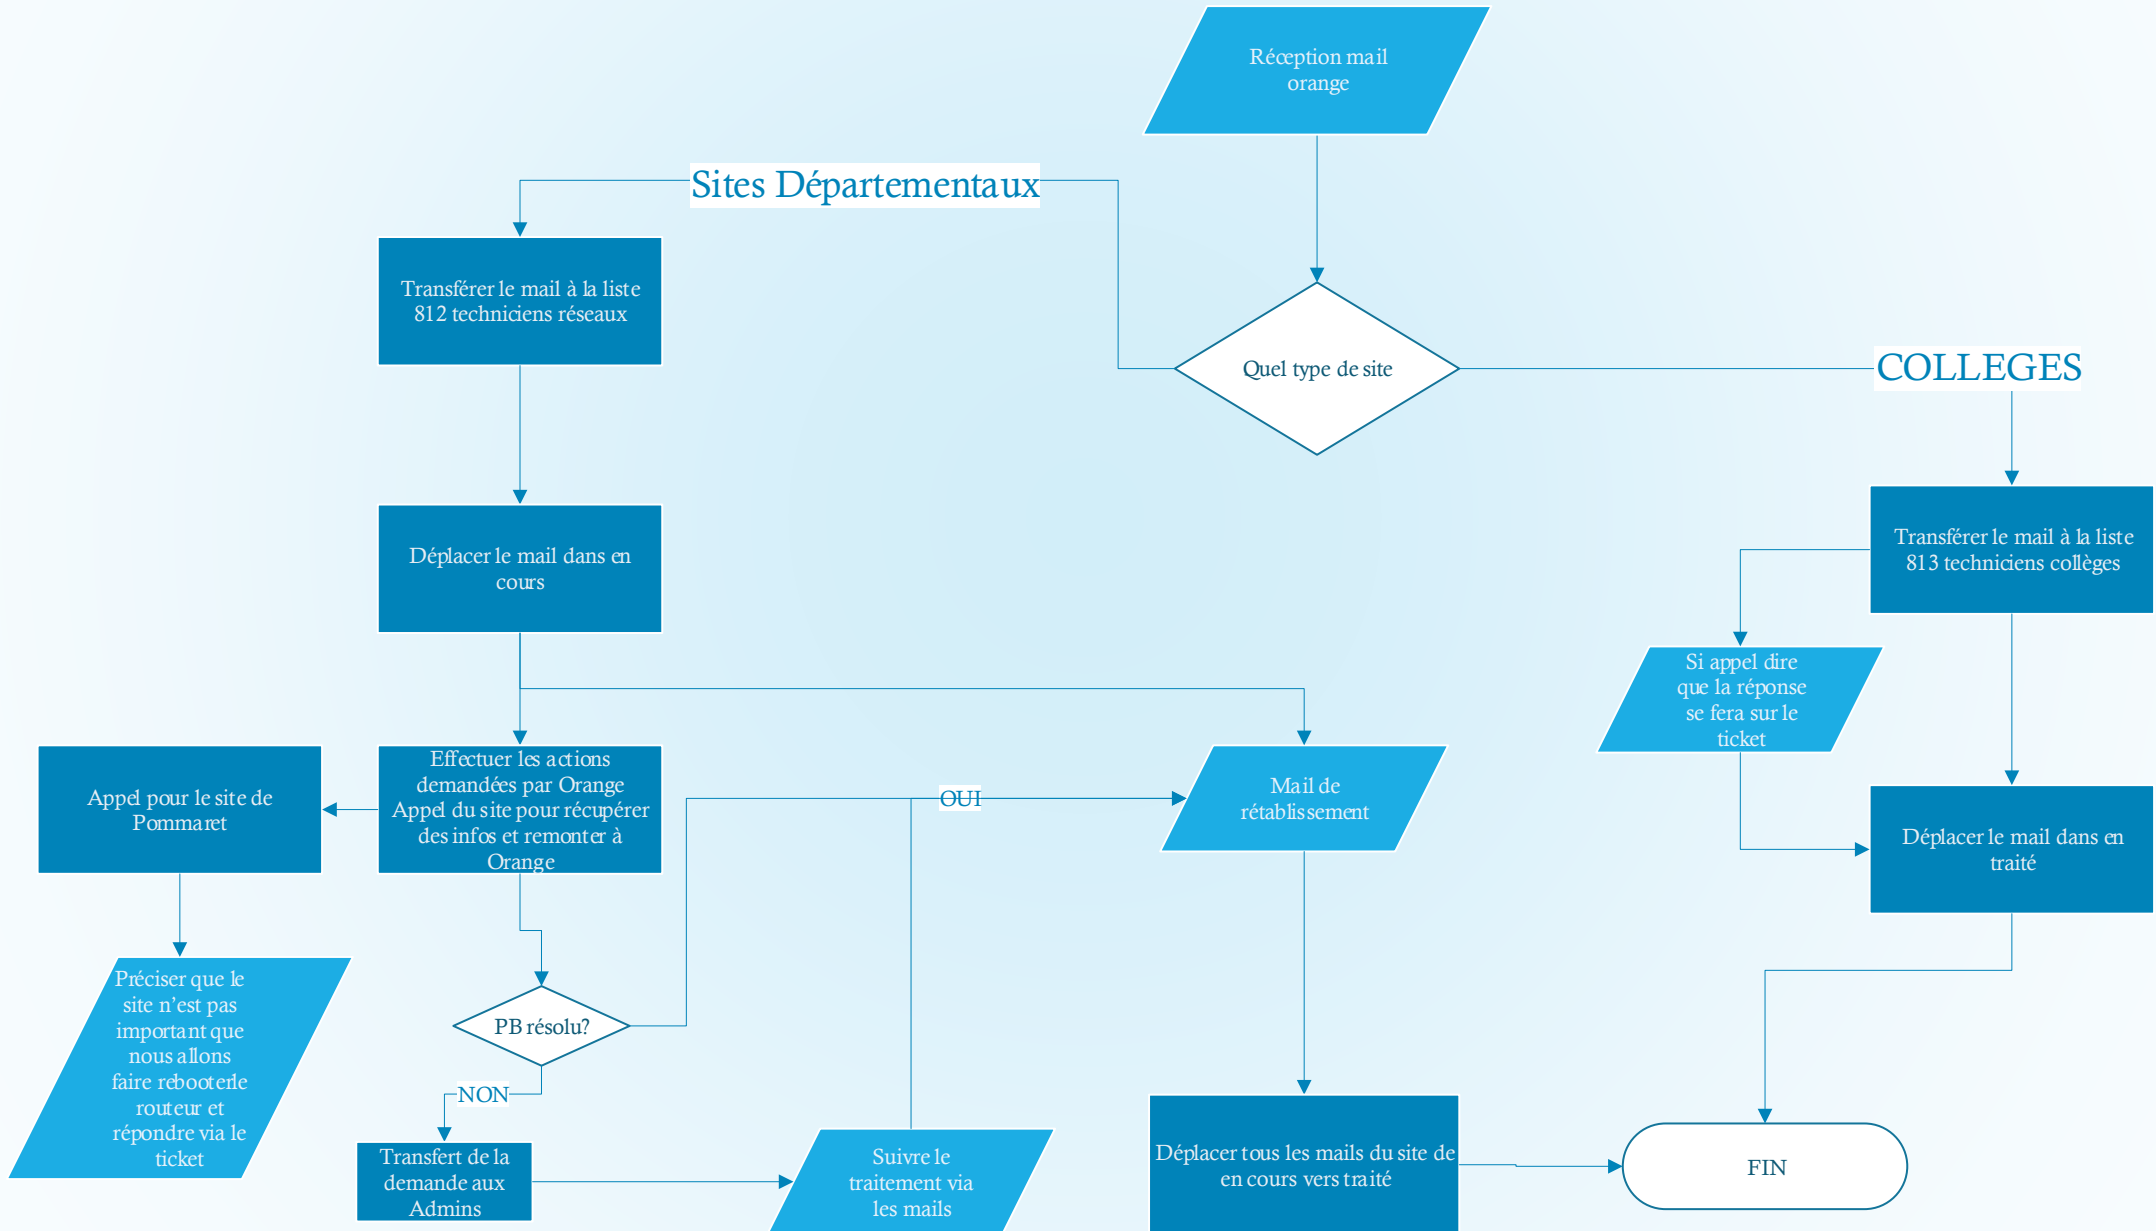 Réception mail
orange
Sites Départementaux
Transférer le mail à la liste
812 techniciens réseaux
Quel type de site
COLLEGES
Transférer le mail à la liste
813 techniciens collèges
Déplacer le mail dans en
cours
Si appel dire
que la réponse
se fera sur le
ticket
Appel pour le site de
Pommaret
Effectuer les actions
demandées par Orange
Appel du site pour récupérer
des infos et remonter à
Orange
OUI
Mail de
rétablissement
Déplacer le mail dans en
traité
Préciser que le
site n'est pas
important que
nous allons
faire rebooterle
routeur et
répondre via le
ticket
PB résolu?
NON
Transfert de la
demande aux
Admins
Suivre le
traitement via
les mails
Déplacer tous les mails du site de
en cours vers traité
FIN